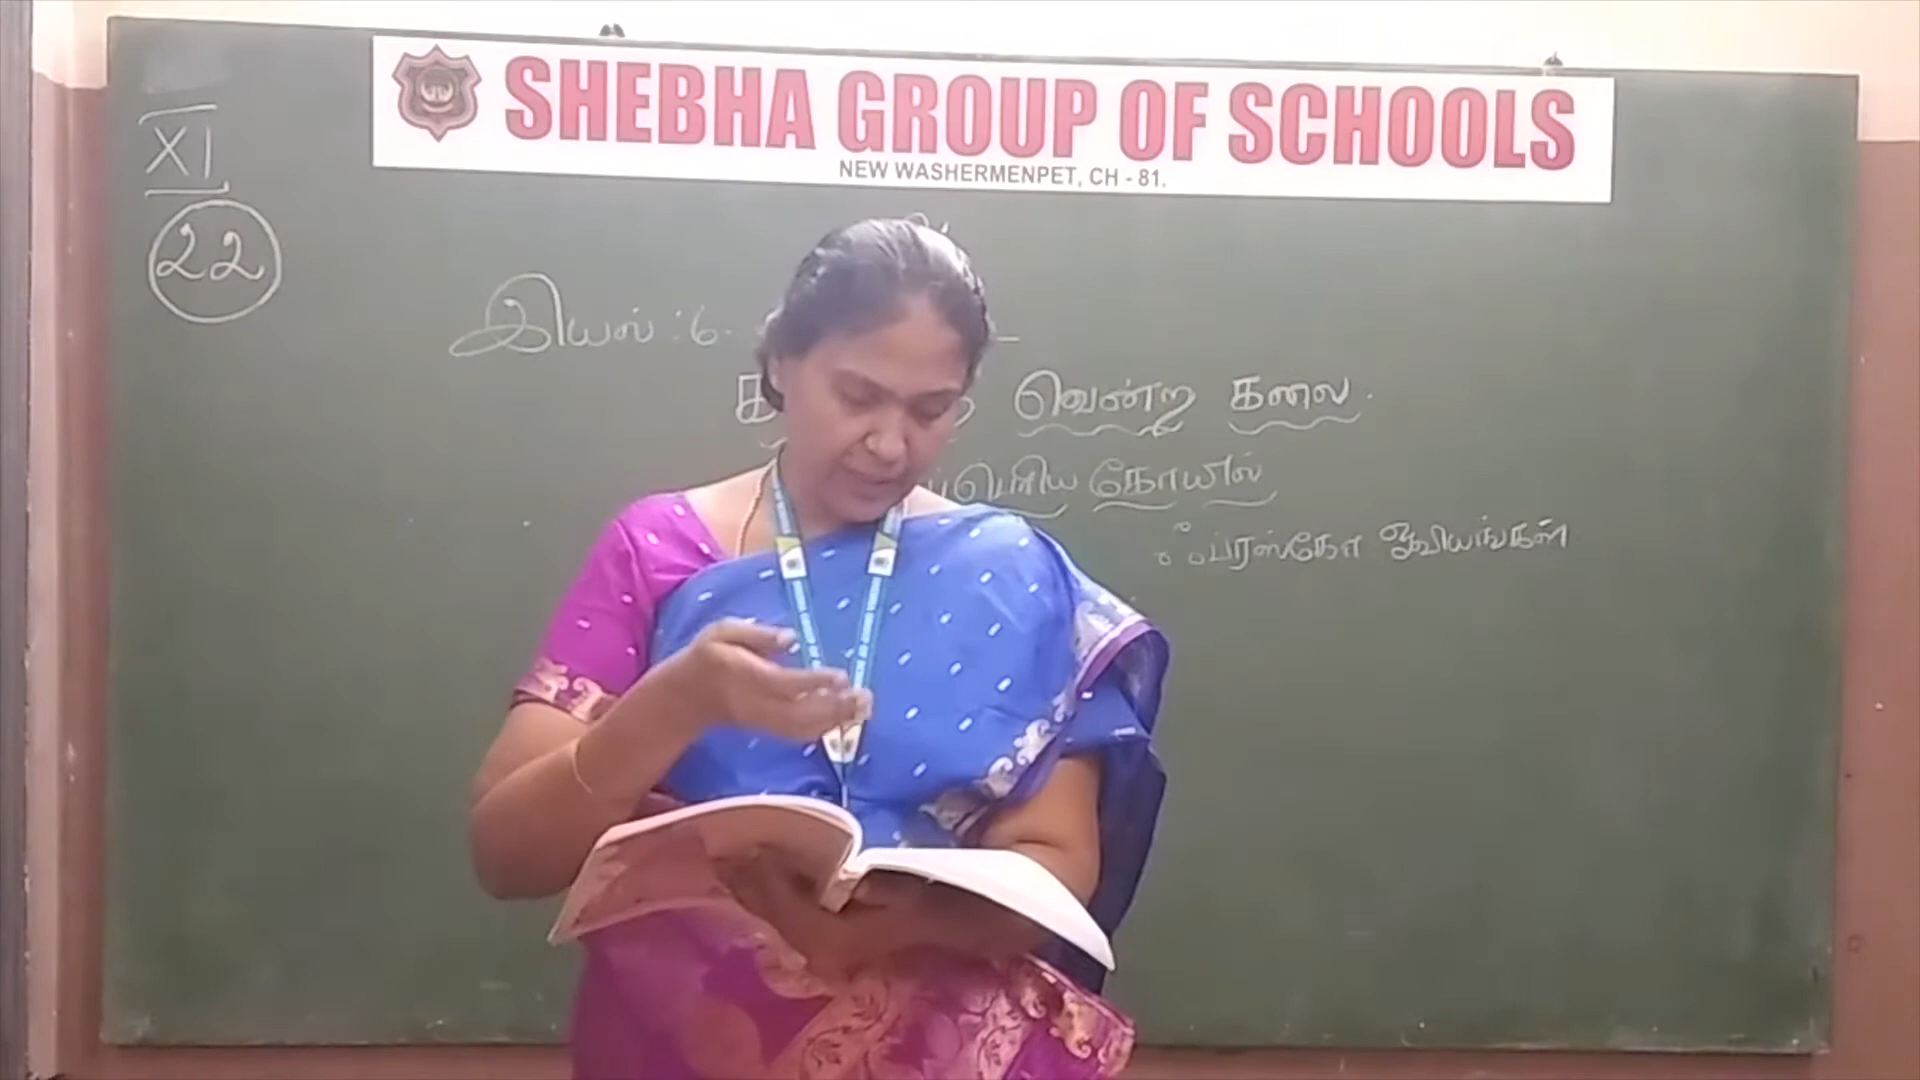 SHEBHA GROUP OF SCHOOLS
NEW WASHERMENPET, CH - 81.
XI
22
இயல் : 6.
வென்ற கலை.
கோயில்
ஃப்ரஸ்கோ ஓவியங்கள்